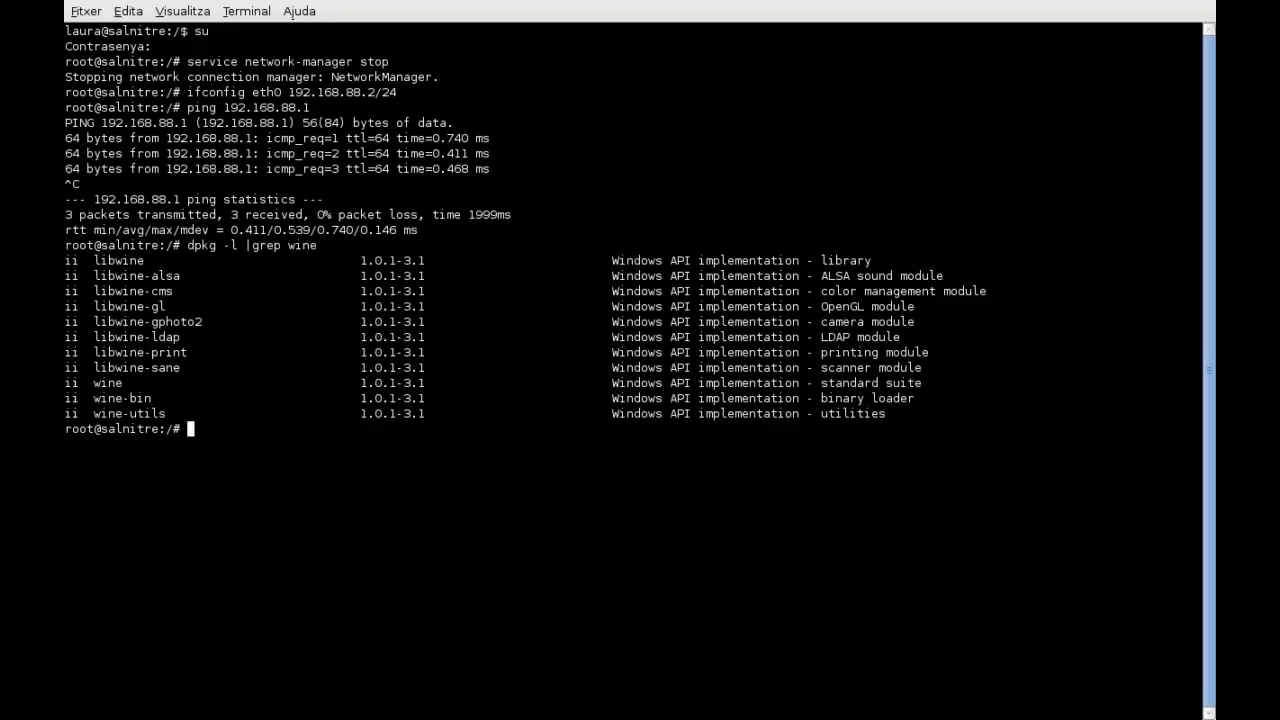 Fitxer Edita Visualitza Terminal Ajuda
laura@salnitre:/$ su
Contrasenya:
root@salnitre:/# service network-manager stop
Stopping network connection manager: NetworkManager.
root@salnitre:/# ifconfig eth0 192.168.88.2/24
root@salnitre:/# ping 192.168.88.1
PING 192.168.88.1 (192.168.88.1) 56(84) bytes of data.
64 bytes from 192.168.88.1: icmp_req=1 ttl=64 time=0.740 ms
64 bytes from 192.168.88.1: icmp_req=2 ttl=64 time=0.411 ms
64 bytes from 192.168.88.1: icmp_req=3 ttl=64 time=0.468 ms
^C
--- 192.168.88.1 ping statistics ---
3 packets transmitted, 3 received, 0% packet loss, time 1999ms
rtt min/avg/max/mdev = 0.411/0.539/0.740/0.146 ms
root@salnitre:/# dpkg -l |grep wine
ii  libwine                              1.0.1-3.1                          Windows API implementation - library
ii  libwine-alsa                         1.0.1-3.1                          Windows API implementation - ALSA sound module
ii  libwine-cms                          1.0.1-3.1                          Windows API implementation - color management module
ii  libwine-gl                           1.0.1-3.1                          Windows API implementation - OpenGL module
ii  libwine-gphoto2                      1.0.1-3.1                          Windows API implementation - camera module
ii  libwine-ldap                         1.0.1-3.1                          Windows API implementation - LDAP module
ii  libwine-print                        1.0.1-3.1                          Windows API implementation - printing module
ii  libwine-sane                         1.0.1-3.1                          Windows API implementation - scanner module
ii  wine                                 1.0.1-3.1                          Windows API implementation - standard suite
ii  wine-bin                             1.0.1-3.1                          Windows API implementation - binary loader
ii  wine-utils                           1.0.1-3.1                          Windows API implementation - utilities
root@salnitre:/#